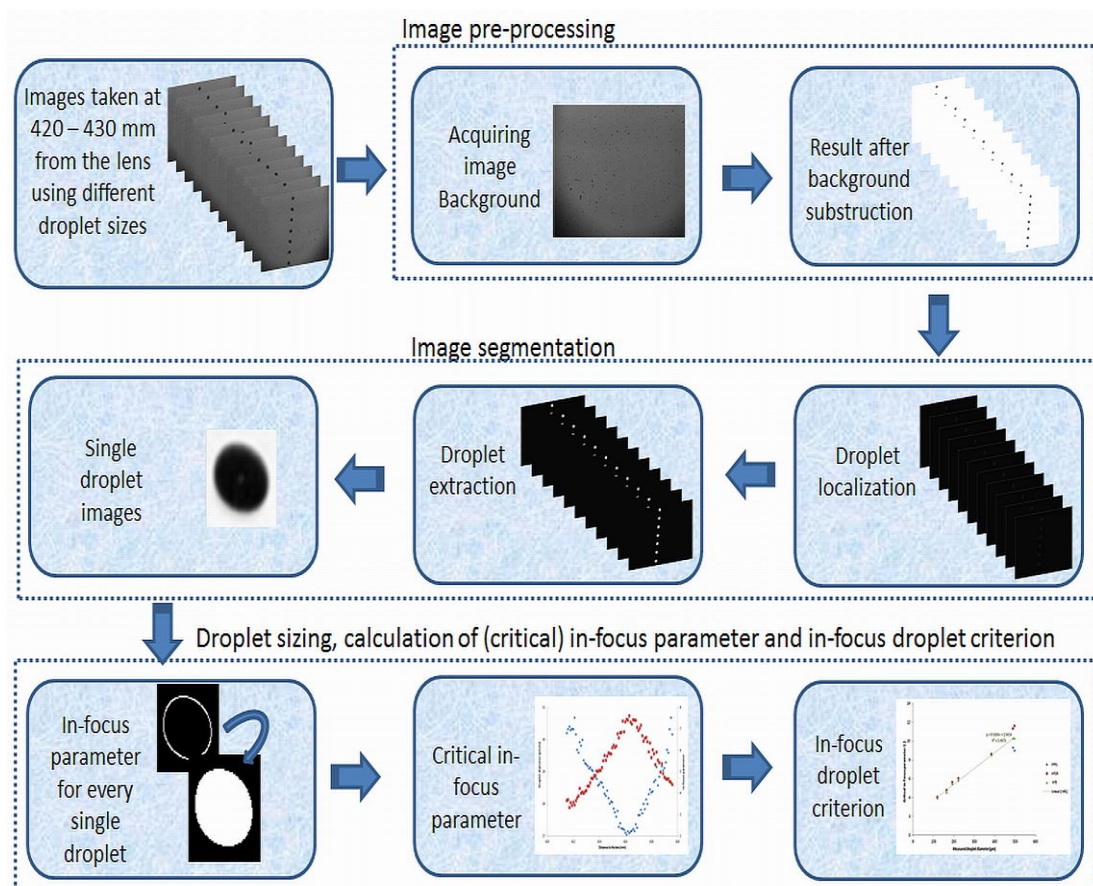 Image pre-processing
Images taken at
420 – 430 mm
from the lens
using different
droplet sizes
Acquiring
image
Background
Result after
background
substruction
Image segmentation
Single
droplet
images
Droplet
extraction
Droplet
localization
Droplet sizing, calculation of (critical) in-focus parameter and in-focus droplet criterion
In-focus
parameter
for every
single
droplet
Critical in-
focus
parameter
In-focus
droplet
criterion